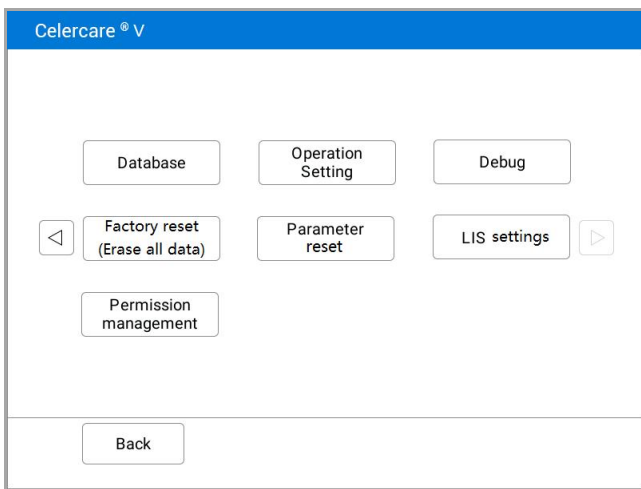 Celercare ® V
Database
Operation
Setting
Debug
Factory reset
(Erase all data)
Parameter
reset
LIS settings
Permission
management
Back